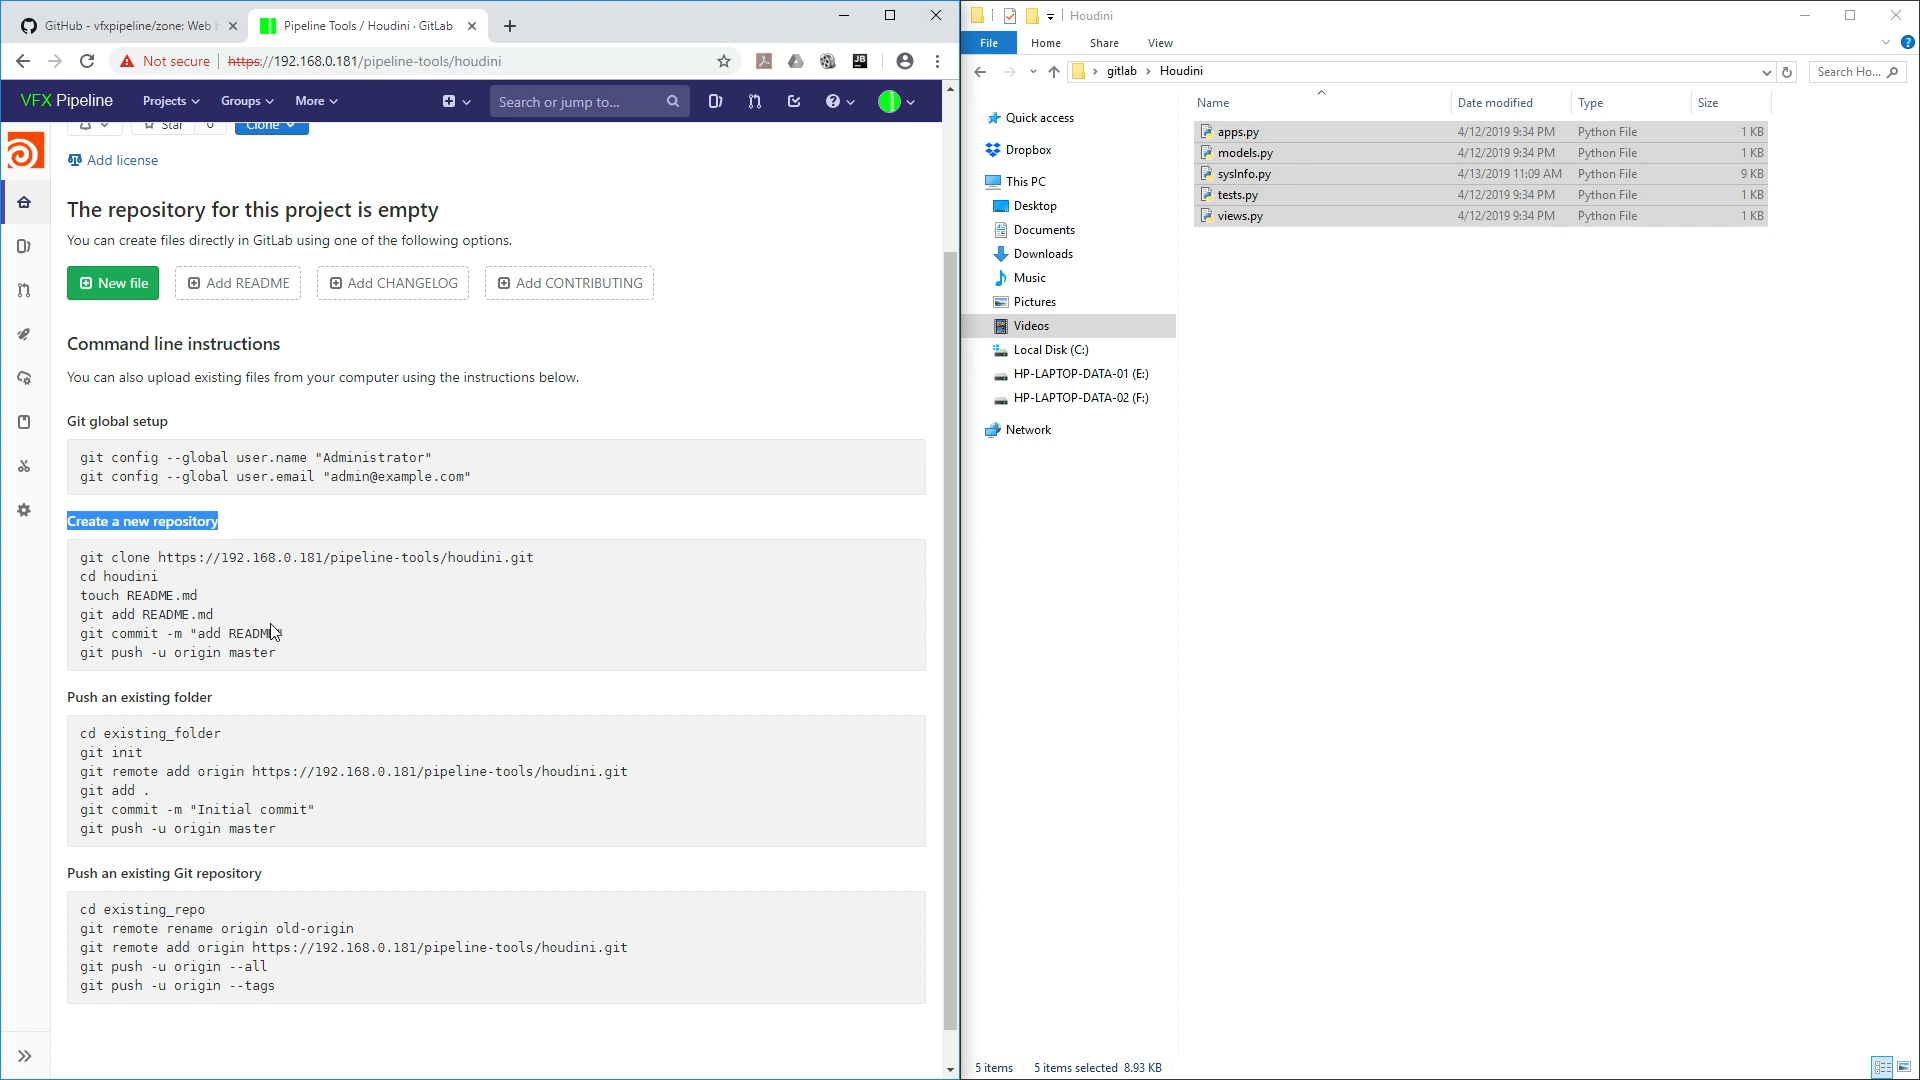 GitHub - vfxpipeline/zone: Web b
Pipeline Tools / Houdini · GitLab
Not secure
https://192.168.0.181/pipeline-tools/houdini
JB
VFX Pipeline
Projects
Groups
More
Search or jump to...
Star
0
Clone
Add license
The repository for this project is empty
You can create files directly in GitLab using one of the following options.
New file
Add README
Add CHANGELOG
Add CONTRIBUTING
Command line instructions
You can also upload existing files from your computer using the instructions below.
Git global setup
git config --global user.name "Administrator"
git config --global user.email "admin@example.com"
Create a new repository
git clone https://192.168.0.181/pipeline-tools/houdini.git
cd houdini
touch README.md
git add README.md
git commit -m "add README"
git push -u origin master
Push an existing folder
cd existing_folder
git init
git remote add origin https://192.168.0.181/pipeline-tools/houdini.git
git add .
git commit -m "Initial commit"
git push -u origin master
Push an existing Git repository
cd existing_repo
git remote rename origin old-origin
git remote add origin https://192.168.0.181/pipeline-tools/houdini.git
git push -u origin --all
git push -u origin --tags
Houdini
File
Home
Share
View
gitlab
Houdini
Search Ho...
Quick access
Dropbox
This PC
Desktop
Documents
Downloads
Music
Pictures
Videos
Local Disk (C:)
HP-LAPTOP-DATA-01 (E:)
HP-LAPTOP-DATA-02 (F:)
Network
Name Date modified Type Size
apps.py 4/12/2019 9:34 PM Python File 1 KB
models.py 4/12/2019 9:34 PM Python File 1 KB
sysInfo.py 4/13/2019 11:09 AM Python File 9 KB
tests.py 4/12/2019 9:34 PM Python File 1 KB
views.py 4/12/2019 9:34 PM Python File 1 KB
5 items
5 items selected 8.93 KB